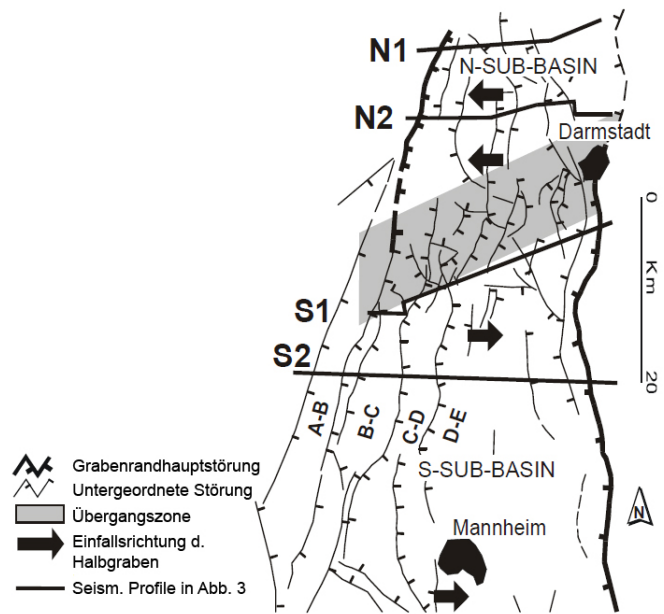 N1
N-SUB-BASIN
N2
Darmstadt
0
Km
20
S1
S2
A-B
B-C
C-D
D-E
S-SUB-BASIN
Mannheim
N
Grabenrandhauptstörung
Untergeordnete Störung
Übergangszone
Einfallsrichtung d.
Halbgraben
Seism. Profile in Abb. 3